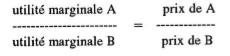 utilité marginale A prix de A
------------------------ = -------------
utilité marginale B prix de B